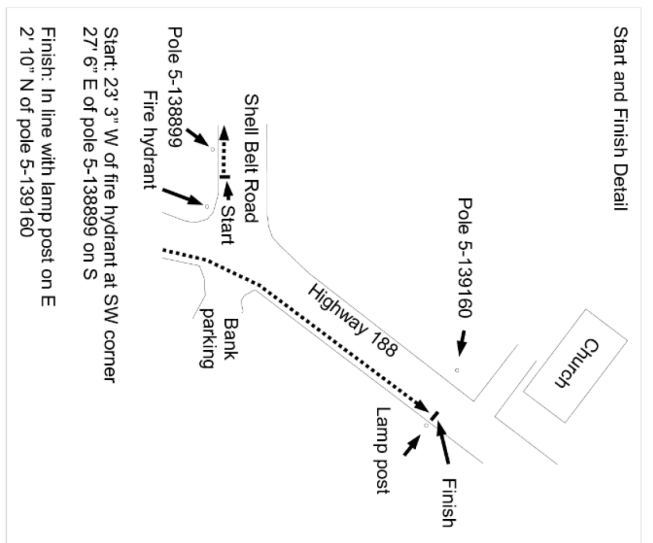 Start and Finish Detail
Church
Pole 5-139160
Highway 188
Finish
Lamp post
Shell Belt Road
Start
Bank
parking
Pole 5-138899
Fire hydrant
Start: 23' 3" W of fire hydrant at SW corner
27' 6" E of pole 5-138899 on S
Finish: In line with lamp post on E
2' 10" N of pole 5-139160